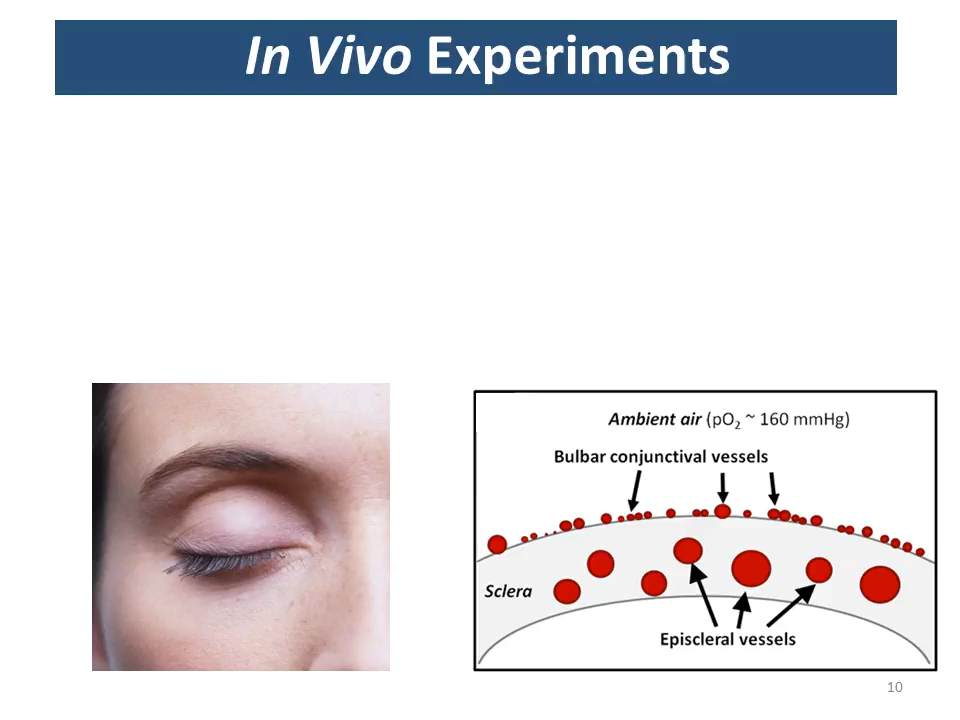 In Vivo Experiments
Ambient air (pO₂ ~ 160 mmHg)
Bulbar conjunctival vessels
Sclera
Episcleral vessels
10